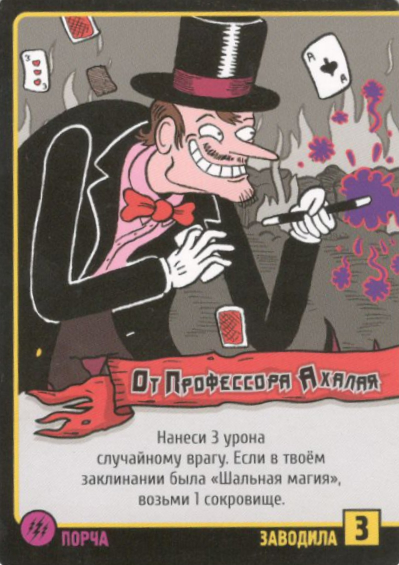 3
A
A
От Профессора Ахалая
Нанеси 3 урона
случайному врагу. Если в твоём
заклинании была «Шальная магия»,
возьми 1 сокровище.
ПОРЧА
ЗАВОДИЛА 3